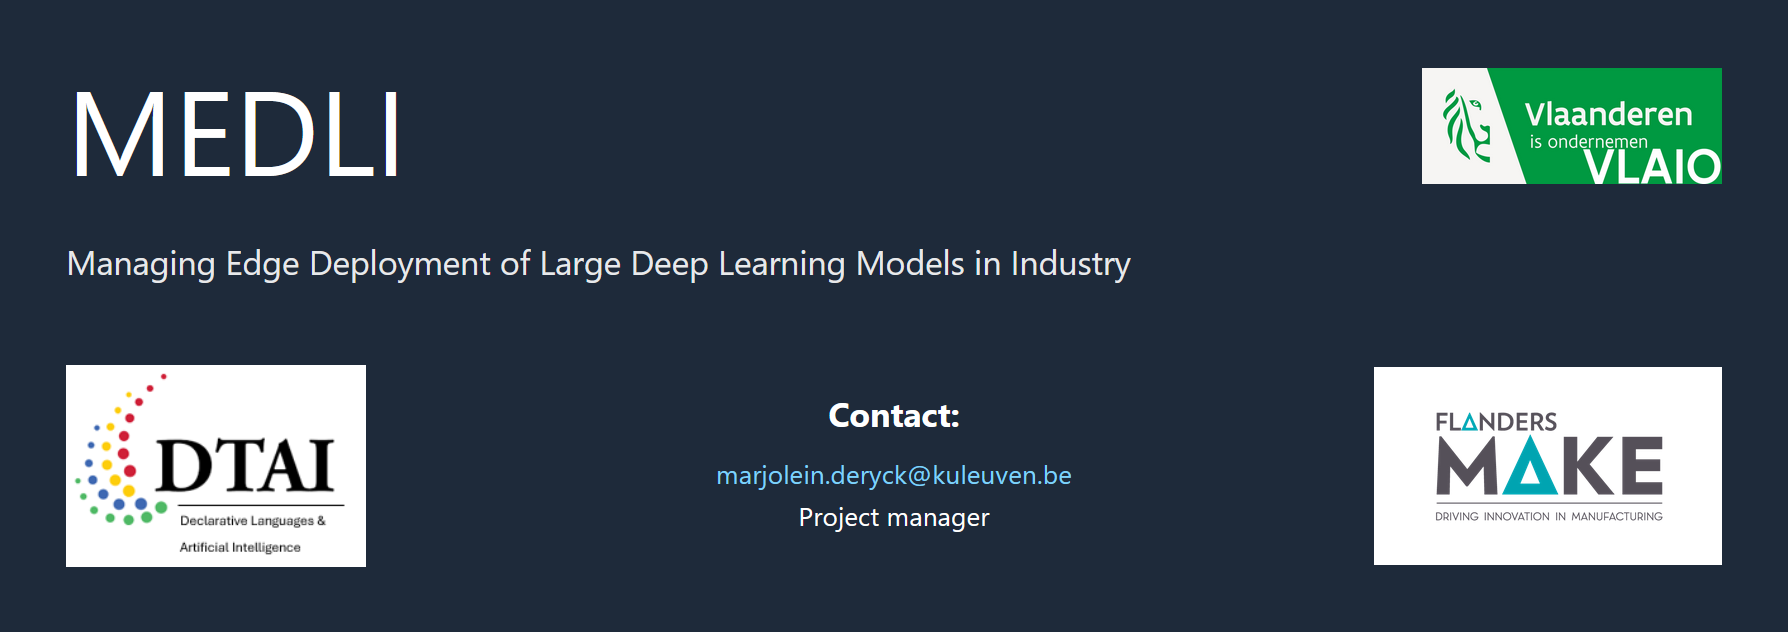 MEDLI
Vlaanderen
is ondernemen
VLAIO
Managing Edge Deployment of Large Deep Learning Models in Industry
DTAI
Declarative Languages &
Artificial Intelligence
Contact:
marjolein.deryck@kuleuven.be
Project manager
FLANDERS
MAKE
DRIVING INNOVATION IN MANUFACTURING